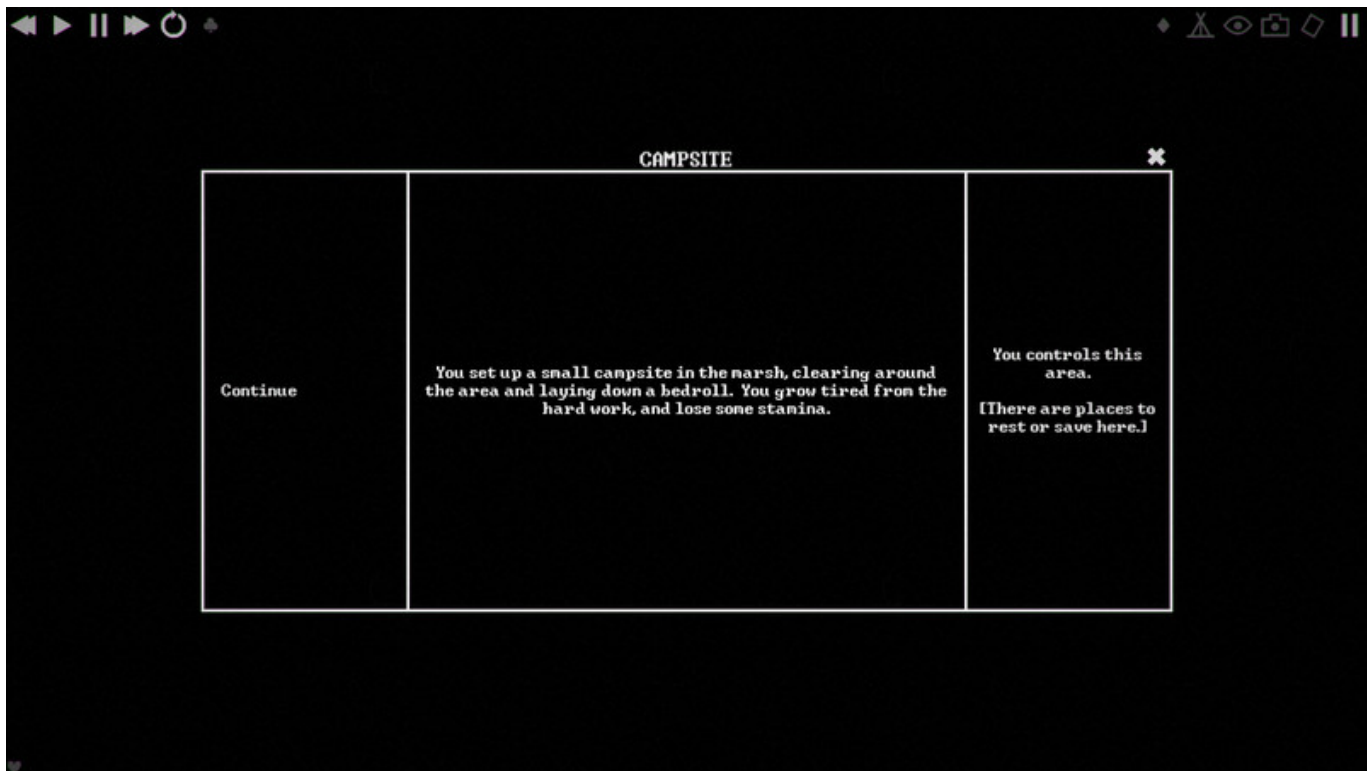 CAMPSITE
Continue
You set up a small campsite in the marsh, clearing around
the area and laying down a bedroll. You grow tired from the
hard work, and lose some stamina.
You controls this
area.
[There are places to
rest or save here.]